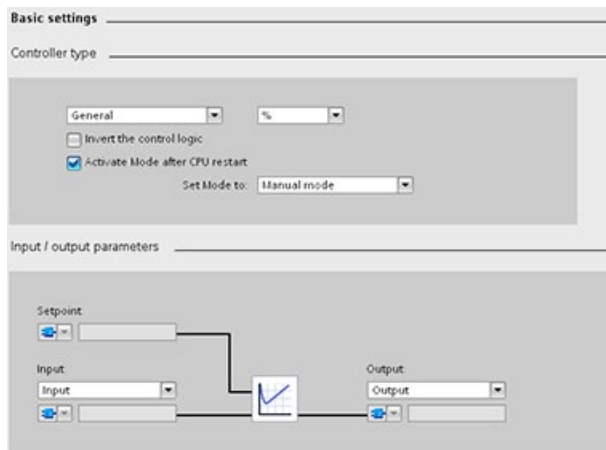 Basic settings
Controller type
General %
Invert the control logic
Activate Mode after CPU restart
Set Mode to: Manual mode
Input / output parameters
Setpoint
Input Output
Input Output